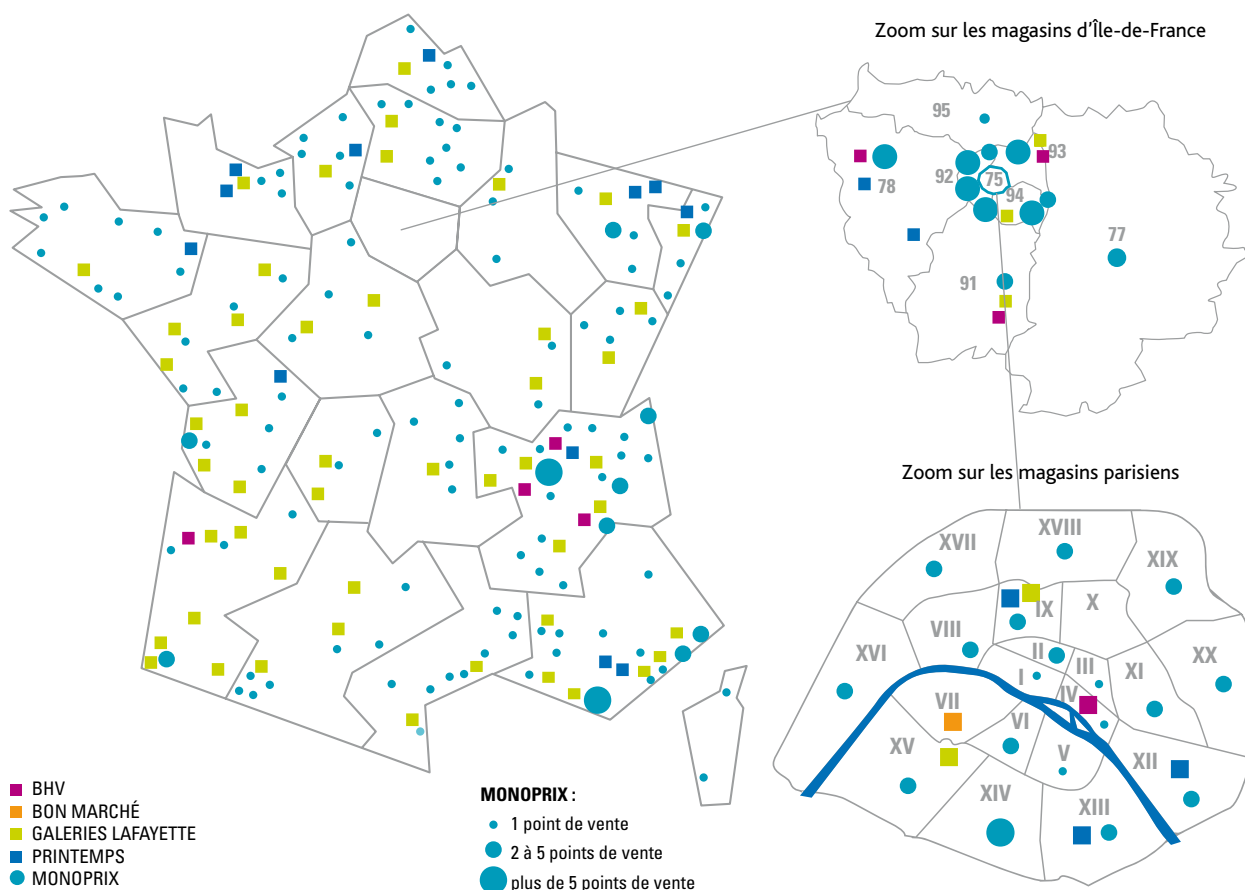 Zoom sur les magasins d'Île-de-France
95
93
92
75
78
94
77
91
Zoom sur les magasins parisiens
XVIII
XVII
XIX
IX
X
VIII
II
XVI
I
III
XI
XX
IV
VII
VI
XV
V
XII
XIV
XIII
BHV
BON MARCHÉ
GALERIES LAFAYETTE
PRINTEMPS
MONOPRIX
MONOPRIX :
1 point de vente
2 à 5 points de vente
plus de 5 points de vente